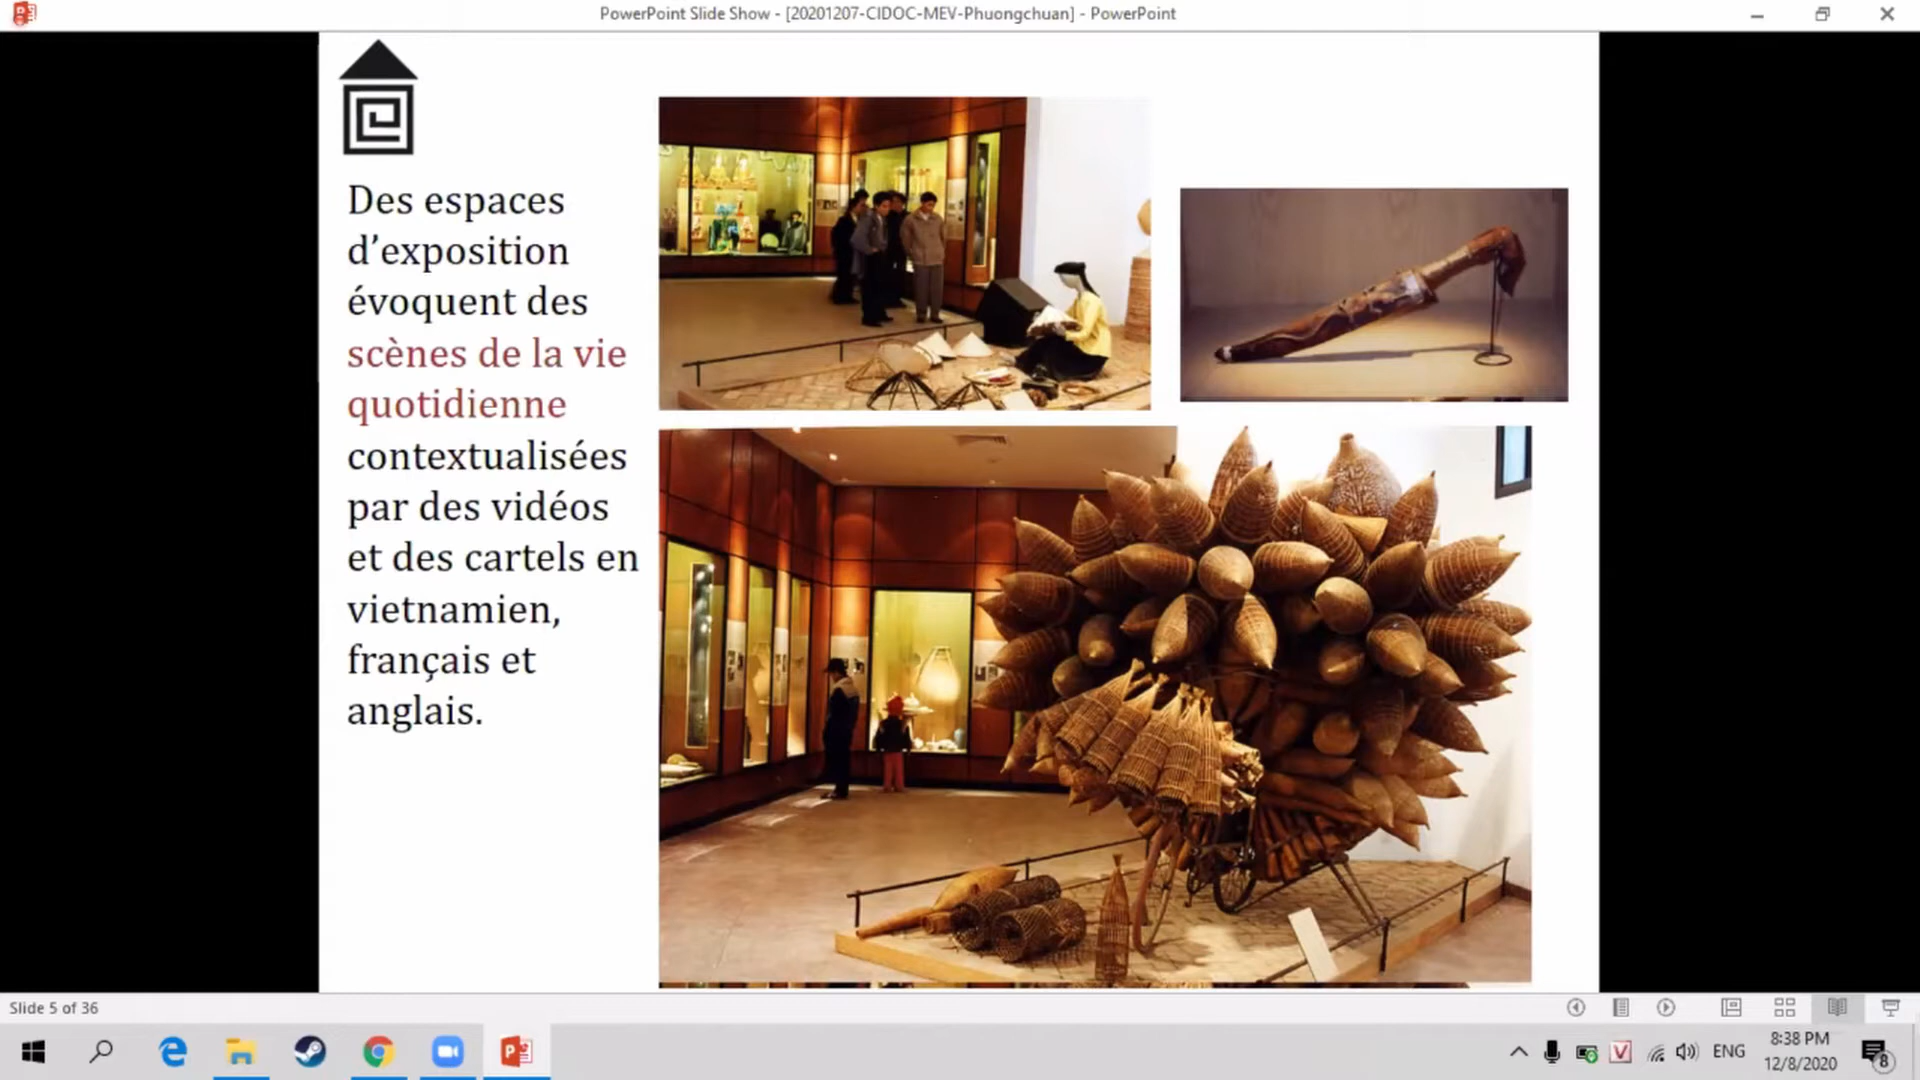 PowerPoint Slide Show - [20201207-CIDOC-MEV-Phuongchuan] - PowerPoint
Des espaces
d’exposition
évoquent des
scènes de la vie
quotidienne
contextualisées
par des vidéos
et des cartels en
vietnamien,
français et
anglais.
Slide 5 of 36
ENG
8:38 PM
12/8/2020
8